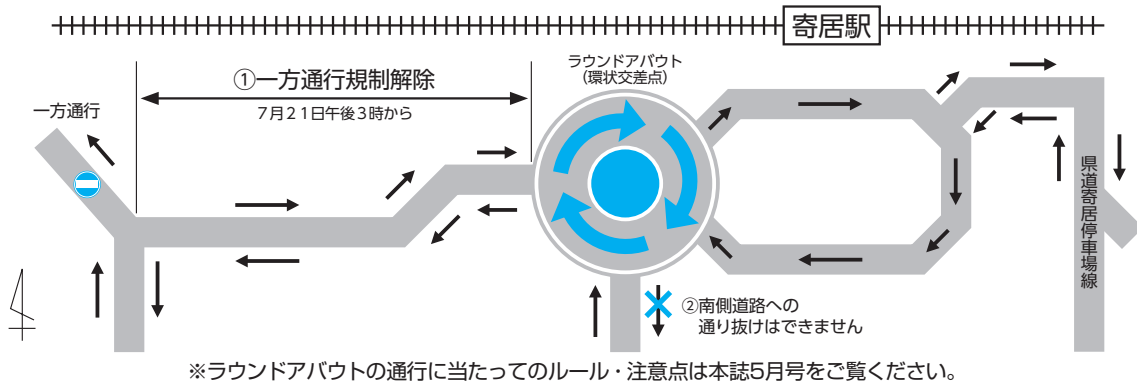 寄居駅
ラウンドアバウト
（環状交差点）
①一方通行規制解除
７月２１日午後３時から
一方通行
県道寄居停車場線
②南側道路への
通り抜けはできません
※ラウンドアバウトの通行に当たってのルール・注意点は本誌5月号をご覧ください。